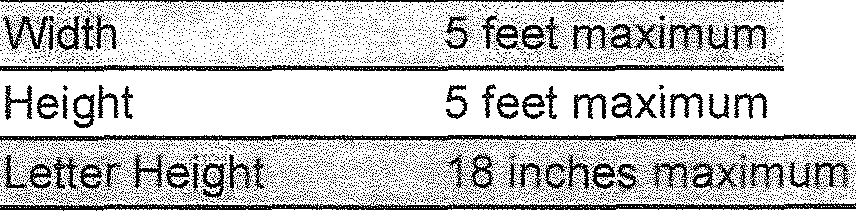 Width 5 feet maximum
Height 5 feet maximum
Letter Height 18 inches maximum